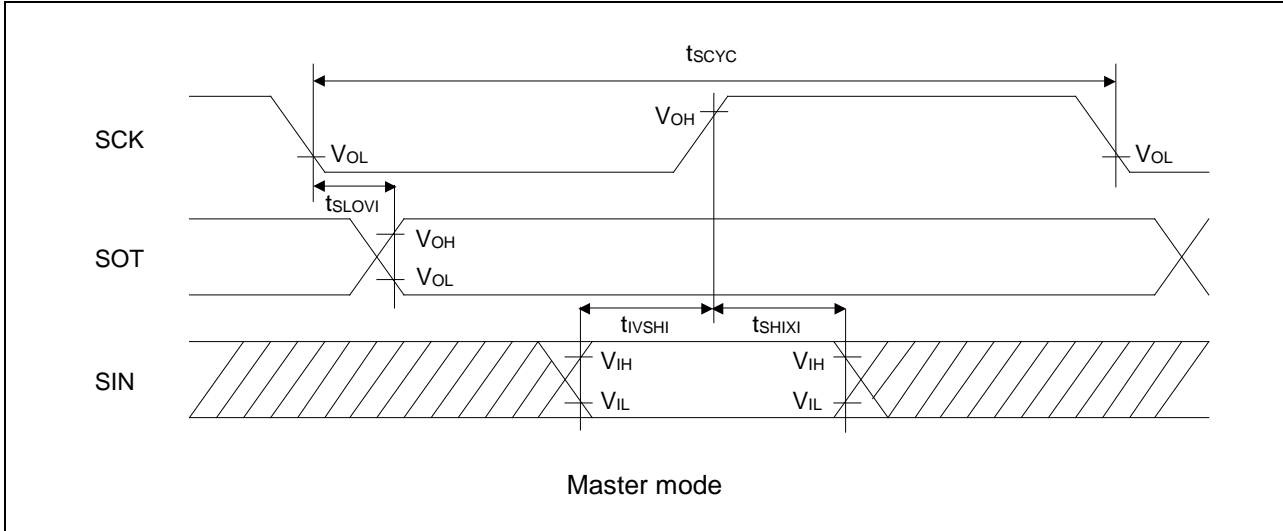 tSCYC
SCK
VOH
VOL
VOL
tSLOVI
SOT
VOH
VOL
tIVSHI
tSHIXI
SIN
VIH
VIH
VIL
VIL
Master mode